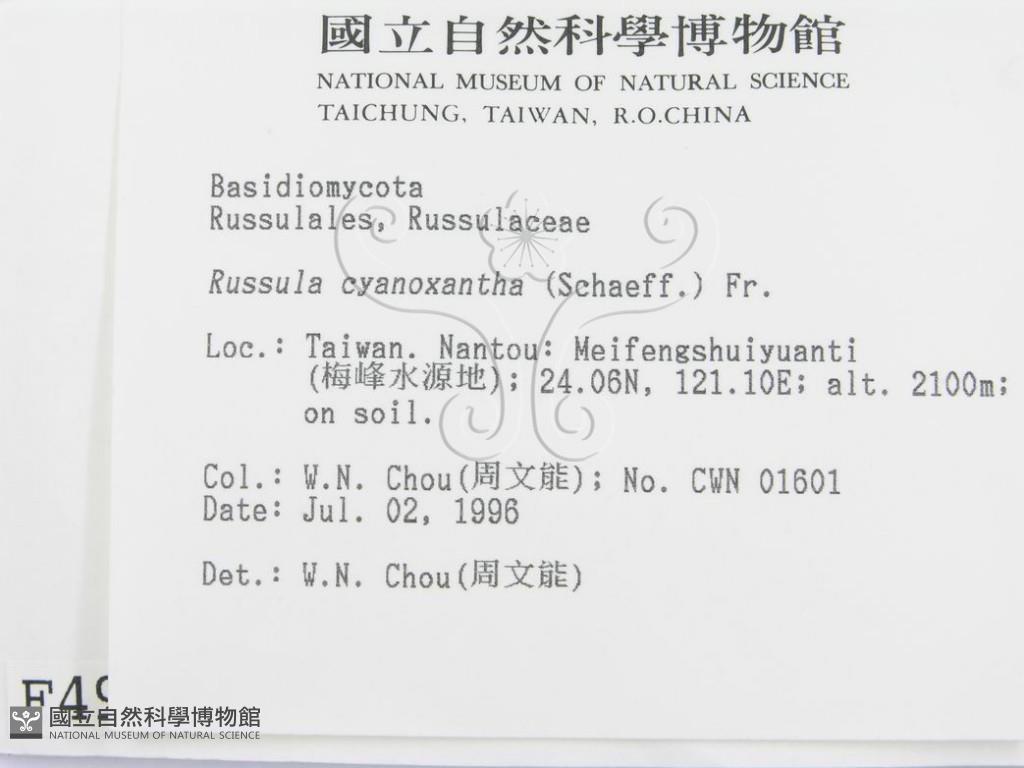 國立自然科學博物館
NATIONAL MUSEUM OF NATURAL SCIENCE
TAICHUNG, TAIWAN, R.O.CHINA
Basidiomycota
Russulales, Russulaceae
Russula cyanoxantha (Schaeff.) Fr.
Loc.: Taiwan. Nantou: Meifengshuiyuanti
(梅峰水源地); 24.06N, 121.10E; alt. 2100m;
on soil.
Col.: W.N. Chou(周文能); No. CWN 01601
Date: Jul. 02, 1996
Det.: W.N. Chou(周文能)
國立自然科學博物館
NATIONAL MUSEUM OF NATURAL SCIENCE